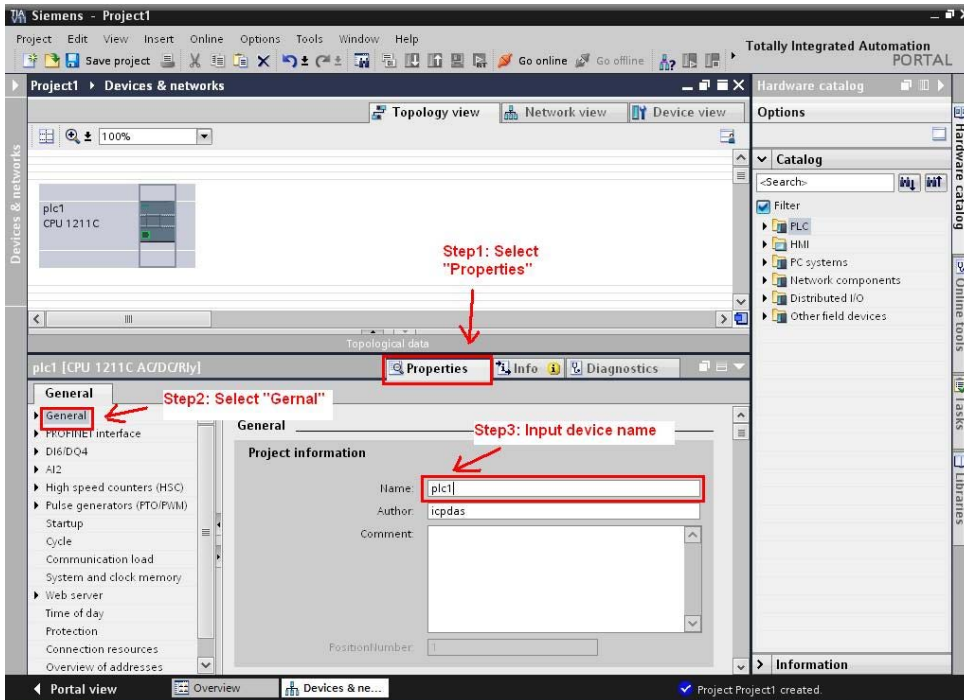 Siemens - Project1
Project Edit View Insert Online Options Tools Window Help
Save project
Go online
Go offline
Totally Integrated Automation
PORTAL
Project1 Devices & networks
Hardware catalog
Topology view
Network view
Device view
Options
100%
Devices & networks
plc1
CPU 1211C
Step1: Select
"Properties"
Catalog
<Search>
Filter
PLC
HMI
PC systems
Network components
Distributed I/O
Other field devices
Hardware catalog
Online tools
Tasks
Libraries
Topological data
plc1 [CPU 1211C AC/DC/Rly]
Properties
Info
Diagnostics
General
Step2: Select "Gernal"
General
PROFINET interface
DI6/DQ4
AI2
High speed counters (HSC)
Pulse generators (PTO/PWM)
Startup
Cycle
Communication load
System and clock memory
Web server
Time of day
Protection
Connection resources
Overview of addresses
General
Step3: Input device name
Project information
Name: plc1
Author: icpdas
Comment:
PositionNumber: 1
Information
Portal view
Overview
Devices & ne...
Project Project1 created.